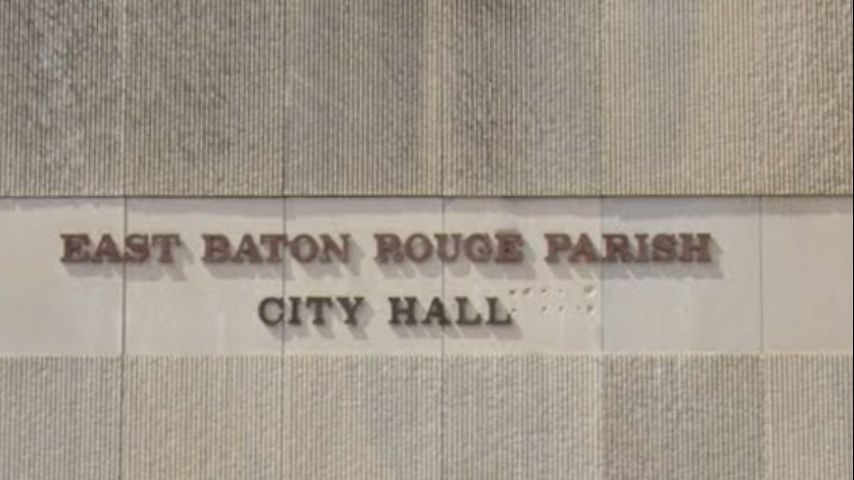 EAST BATON ROUGE PARISH
CITY HALL